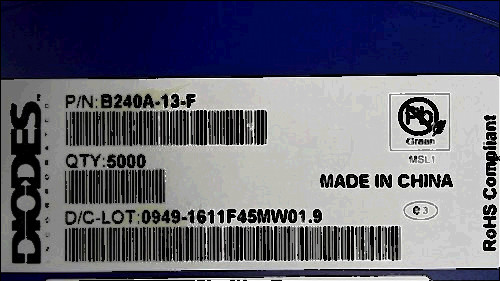 DIODES
INCORPORATED
P/N:B240A-13-F
Pb
Green
QTY:5000
MSL1
MADE IN CHINA
D/C-LOT:0949-1611F45MW01.9
e3
RoHS Compliant